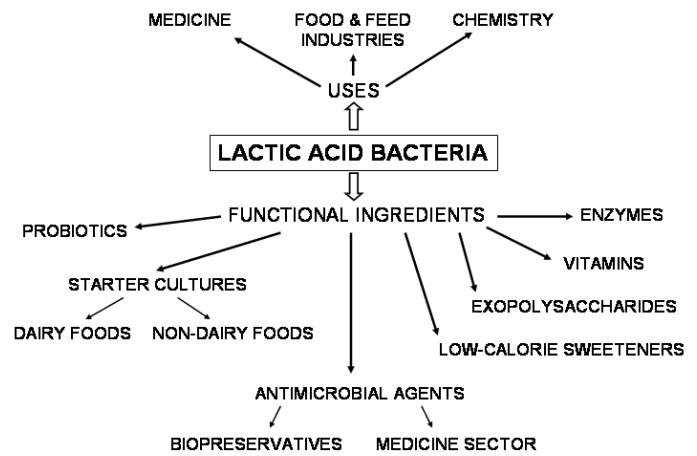 MEDICINE
FOOD & FEED
INDUSTRIES
CHEMISTRY
USES
LACTIC ACID BACTERIA
FUNCTIONAL INGREDIENTS
ENZYMES
PROBIOTICS
VITAMINS
STARTER CULTURES
EXOPOLYSACCHARIDES
DAIRY FOODS
NON-DAIRY FOODS
LOW-CALORIE SWEETENERS
ANTIMICROBIAL AGENTS
BIOPRESERVATIVES
MEDICINE SECTOR